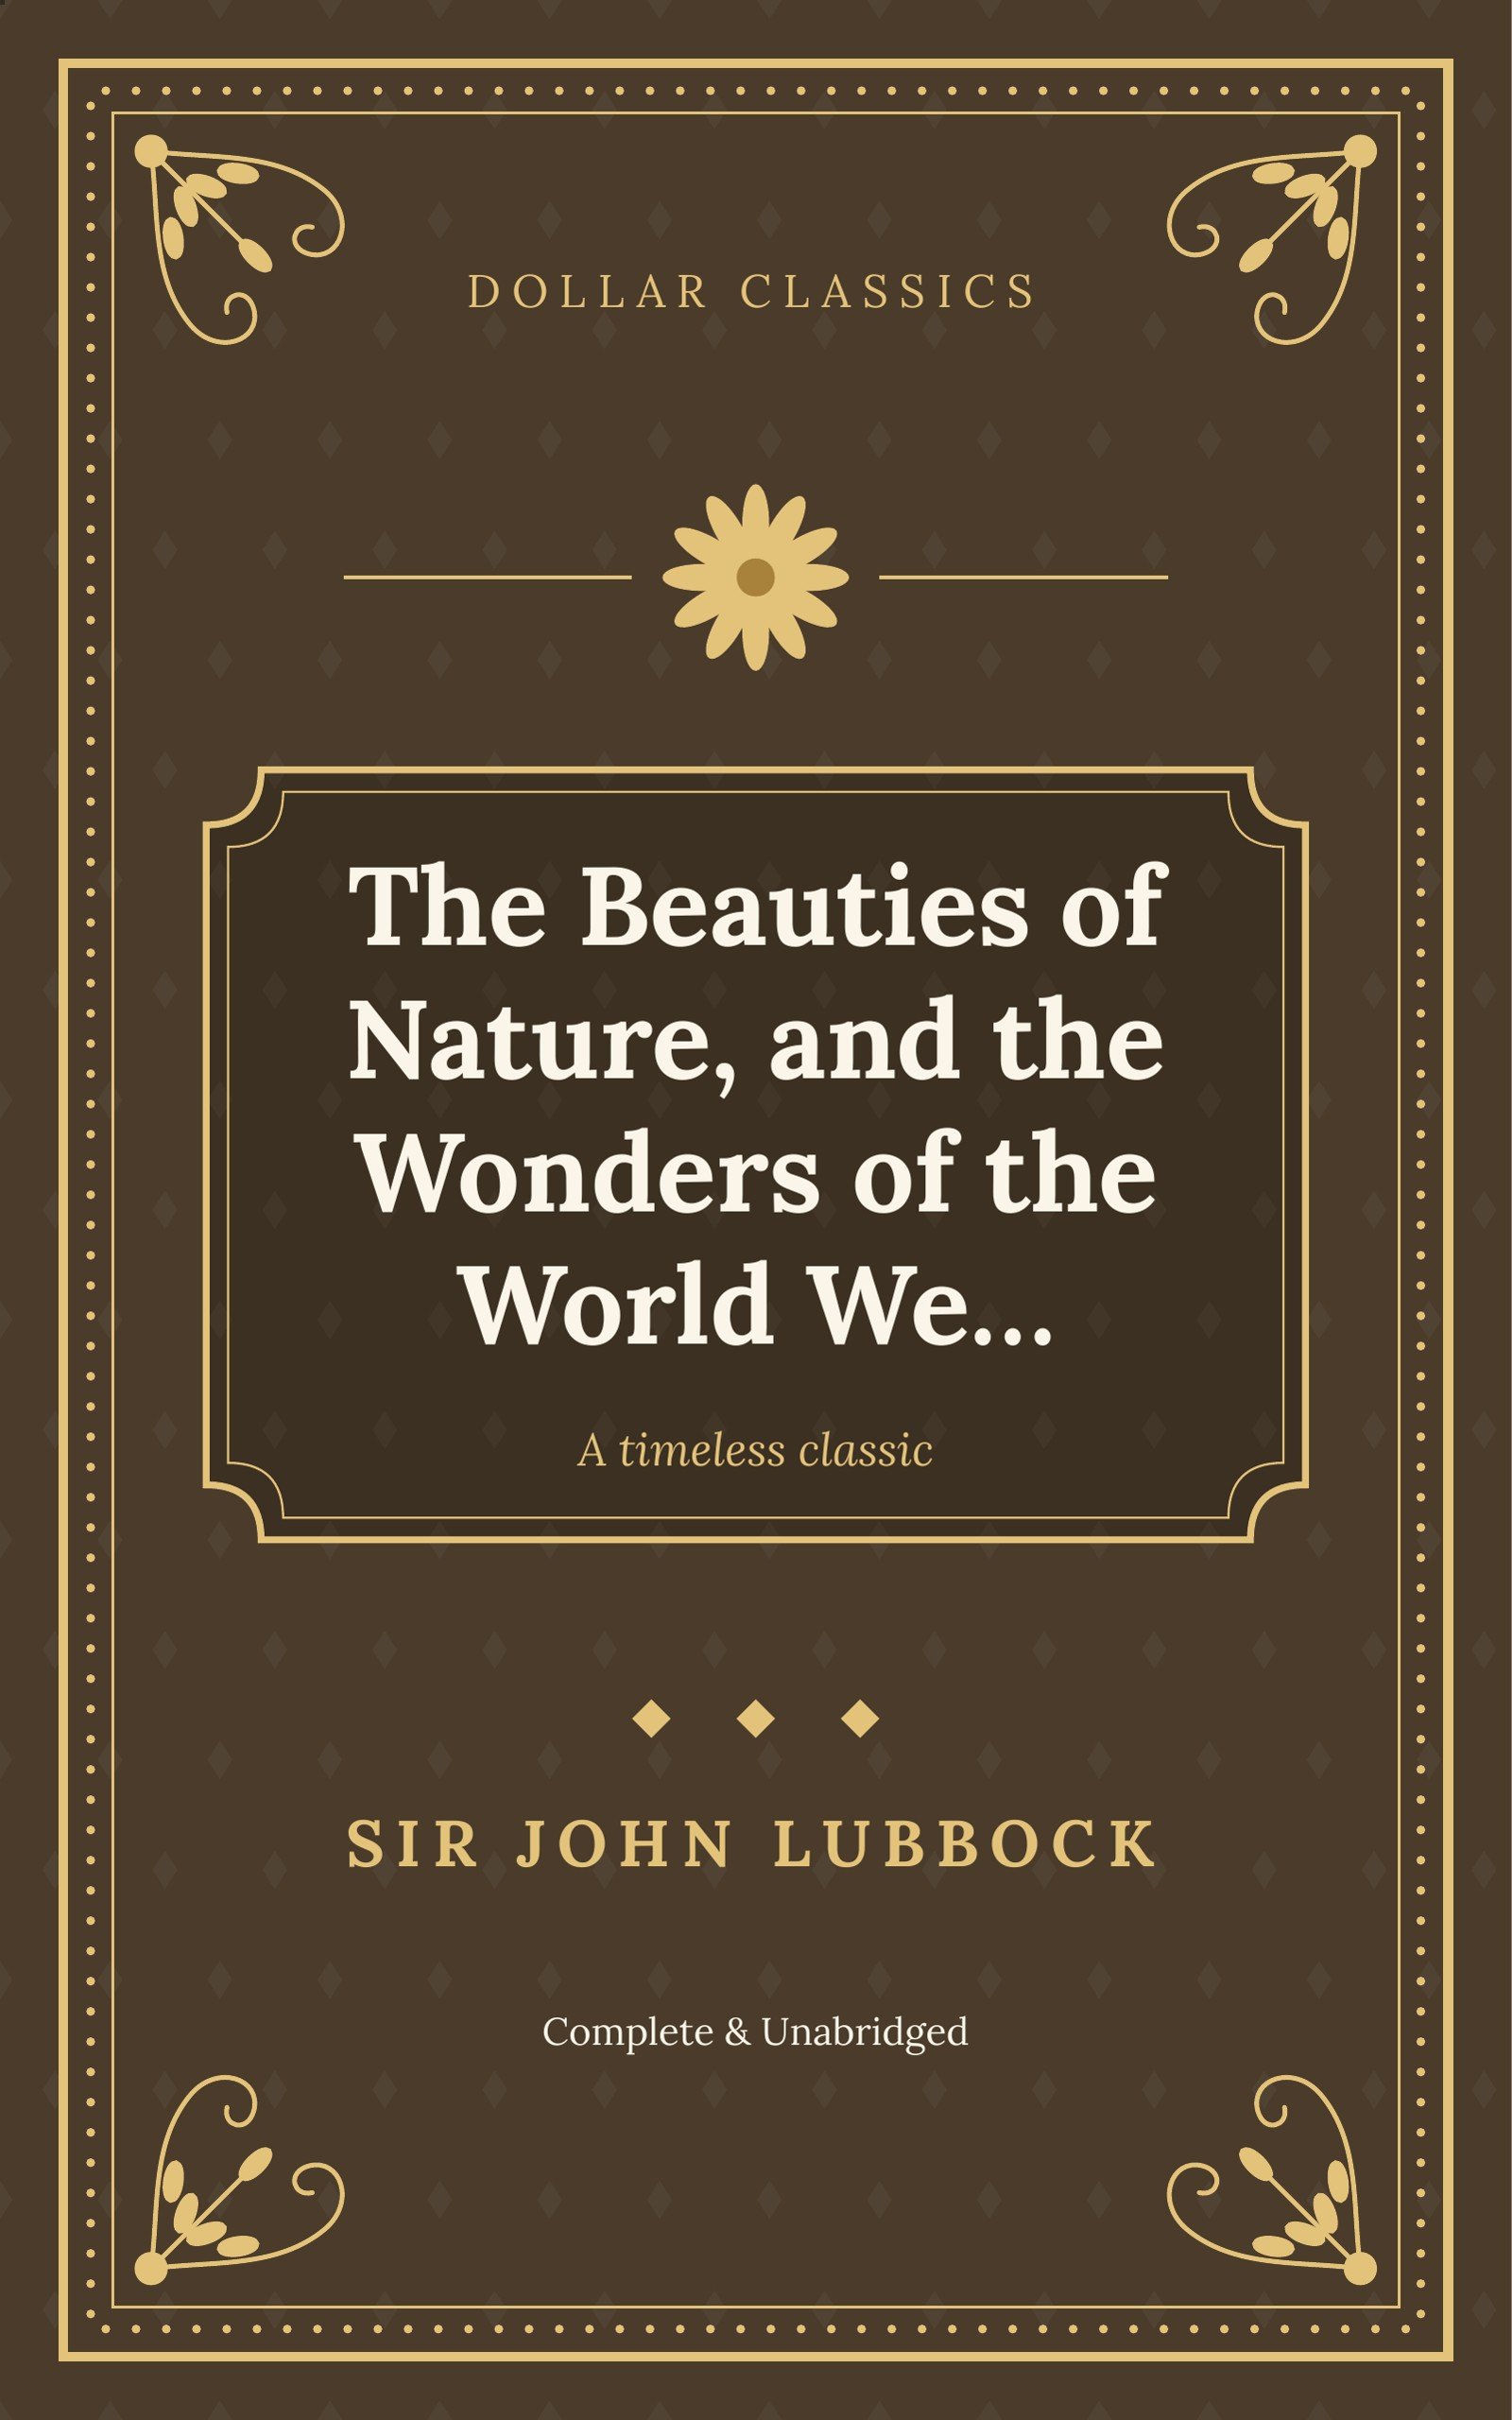 DOLLAR CLASSICS
The Beauties of
Nature, and the
Wonders of the
World We...
A timeless classic
SIR JOHN LUBBOCK
Complete & Unabridged